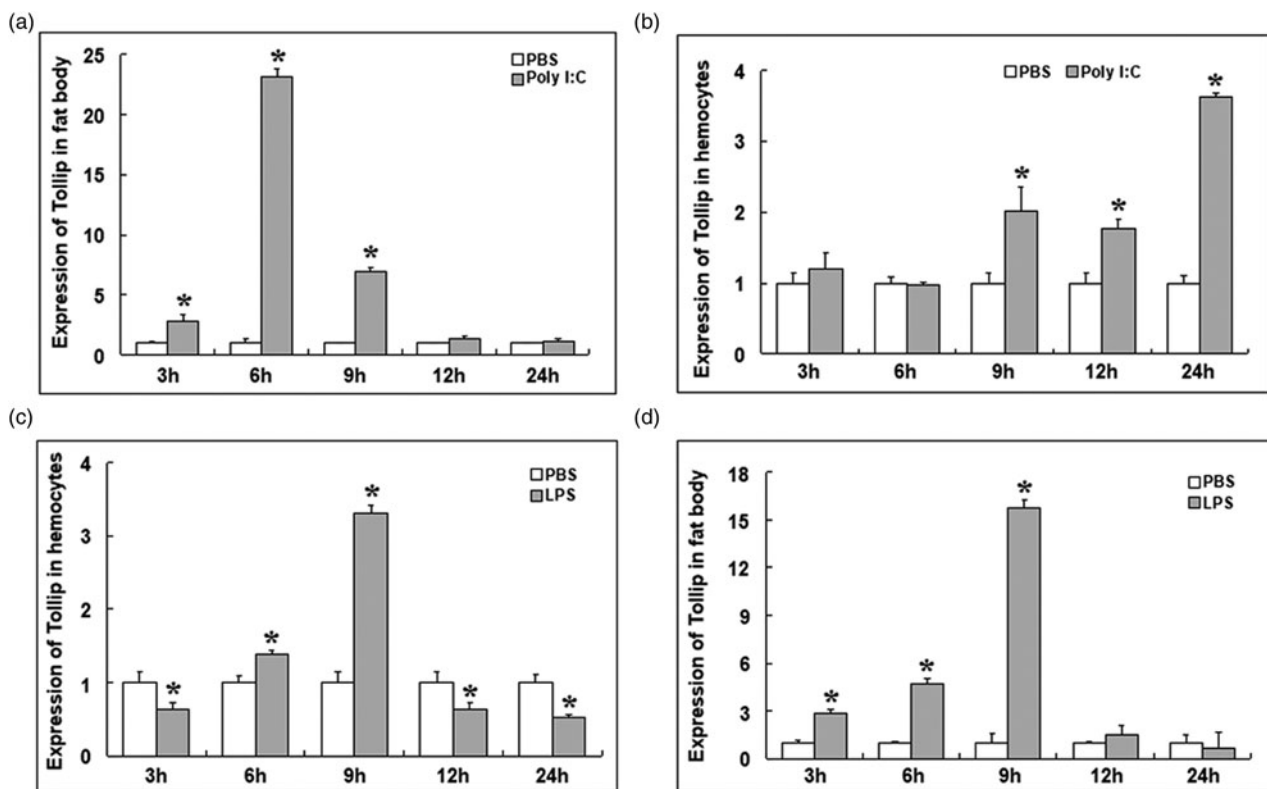 (a)
Expression of Tollip in fat body
25
20
15
10
5
0
*
*
*
PBS
Poly I:C
3h 6h 9h 12h 24h
(b)
Expression of Tollip in hemocytes
4
3
2
1
0
PBS Poly I:C
*
*
*
3h 6h 9h 12h 24h
(c)
Expression of Tollip in hemocytes
4
3
2
1
0
PBS
LPS
*
*
*
*
*
3h 6h 9h 12h 24h
(d)
Expression of Tollip in fat body
18
15
12
9
6
3
0
PBS
LPS
*
*
*
3h 6h 9h 12h 24h